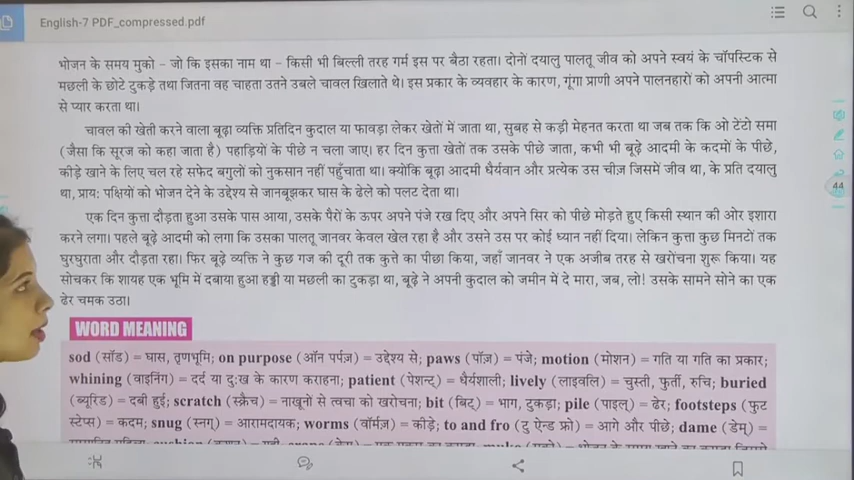 English-7 PDF_compressed.pdf
भोजन के समय मुको - जो कि इसका नाम था - किसी भी बिल्ली तरह गर्म इस पर बैठा रहता। दोनों दयालु पालतू जीव को अपने स्वयं के चॉपस्टिक से
मछली के छोटे टुकड़े तथा जितना वह चाहता उतने उबले चावल खिलाते थे। इस प्रकार के व्यवहार के कारण, गूंगा प्राणी अपने पालनहारों को अपनी आत्मा
से प्यार करता था।
चावल की खेती करने वाला बूढ़ा व्यक्ति प्रतिदिन कुदाल या फावड़ा लेकर खेतों में जाता था, सुबह से कड़ी मेहनत करता था जब तक कि ओ टेंटो समा
(जैसा कि सूरज को कहा जाता है) पहाड़ियों के पीछे न चला जाए। हर दिन कुत्ता खेतों तक उसके पीछे जाता, कभी भी बूढ़े आदमी के कदमों के पीछे,
कीड़े खाने के लिए चल रहे सफेद बगुलों को नुकसान नहीं पहुँचाता था। क्योंकि बूढ़ा आदमी धैर्यवान और प्रत्येक उस चीज़ जिसमें जीव था, के प्रति दयालु
था, प्राय: पक्षियों को भोजन देने के उद्देश्य से जानबूझकर घास के ढेले को पलट देता था।
44
एक दिन कुत्ता दौड़ता हुआ उसके पास आया, उसके पैरों के ऊपर अपने पंजे रख दिए और अपने सिर को पीछे मोड़ते हुए किसी स्थान की ओर इशारा
करने लगा। पहले बूढ़े आदमी को लगा कि उसका पालतू जानवर केवल खेल रहा है और उसने उस पर कोई ध्यान नहीं दिया। लेकिन कुत्ता कुछ मिनटों तक
घुरघुराता और दौड़ता रहा। फिर बूढ़े व्यक्ति ने कुछ गज की दूरी तक कुत्ते का पीछा किया, जहाँ जानवर ने एक अजीब तरह से खरोंचना शुरू किया। यह
सोचकर कि शायह एक भूमि में दबाया हुआ हड्डी या मछली का टुकड़ा था, बूढ़े ने अपनी कुदाल को जमीन में दे मारा, जब, लो! उसके सामने सोने का एक
ढेर चमक उठा।
WORD MEANING
sod (सॉड) = घास, तृणभूमि; on purpose (ऑन पर्पज़) = उद्देश्य से; paws (पॉज़) = पंजे; motion (मोशन) = गति या गति का प्रकार;
whining (वाइनिंग) = दर्द या दु:ख के कारण कराहना; patient (पेशन्ट्) = धैर्यशाली; lively (लाइवलि) = चुस्ती, फुर्ती, रुचि; buried
(ब्यूरिड) = दबी हुई; scratch (स्क्रैच) = नाखूनों से त्वचा को खरोचना; bit (बिट्) = भाग, टुकड़ा; pile (पाइल्) = ढेर; footsteps (फुट
स्टेप्स) = कदम; snug (स्नग्) = आरामदायक; worms (वॉर्मज़) = कीड़े; to and fro (टु ऐन्ड फ्रो) = आगे और पीछे; dame (डेम्) =